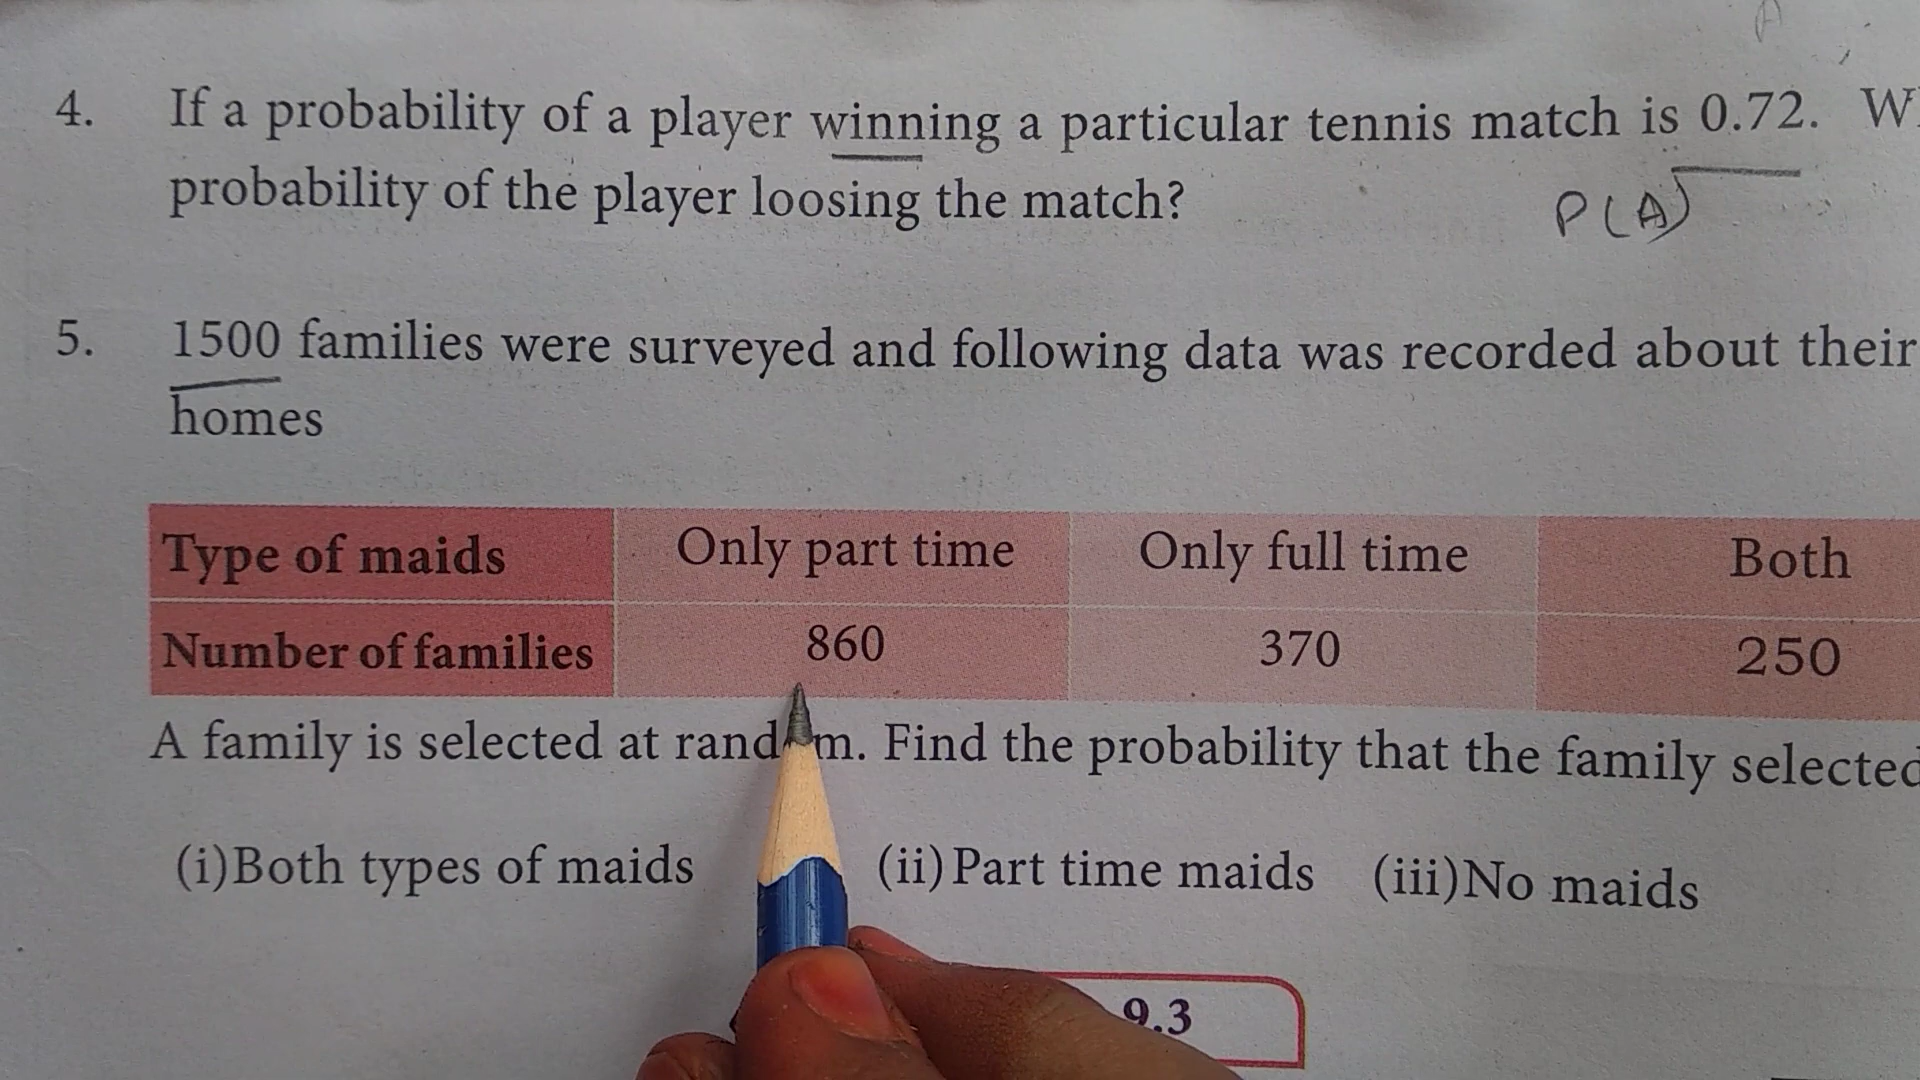 4. If a probability of a player winning a particular tennis match is 0.72.
probability of the player loosing the match?
P(A)
5. 1500 families were surveyed and following data was recorded about their
homes
Type of maids Only part time Only full time Both
Number of families 860 370 250
A family is selected at random. Find the probability that the family selected
(i)Both types of maids (ii)Part time maids (iii)No maids
9.3